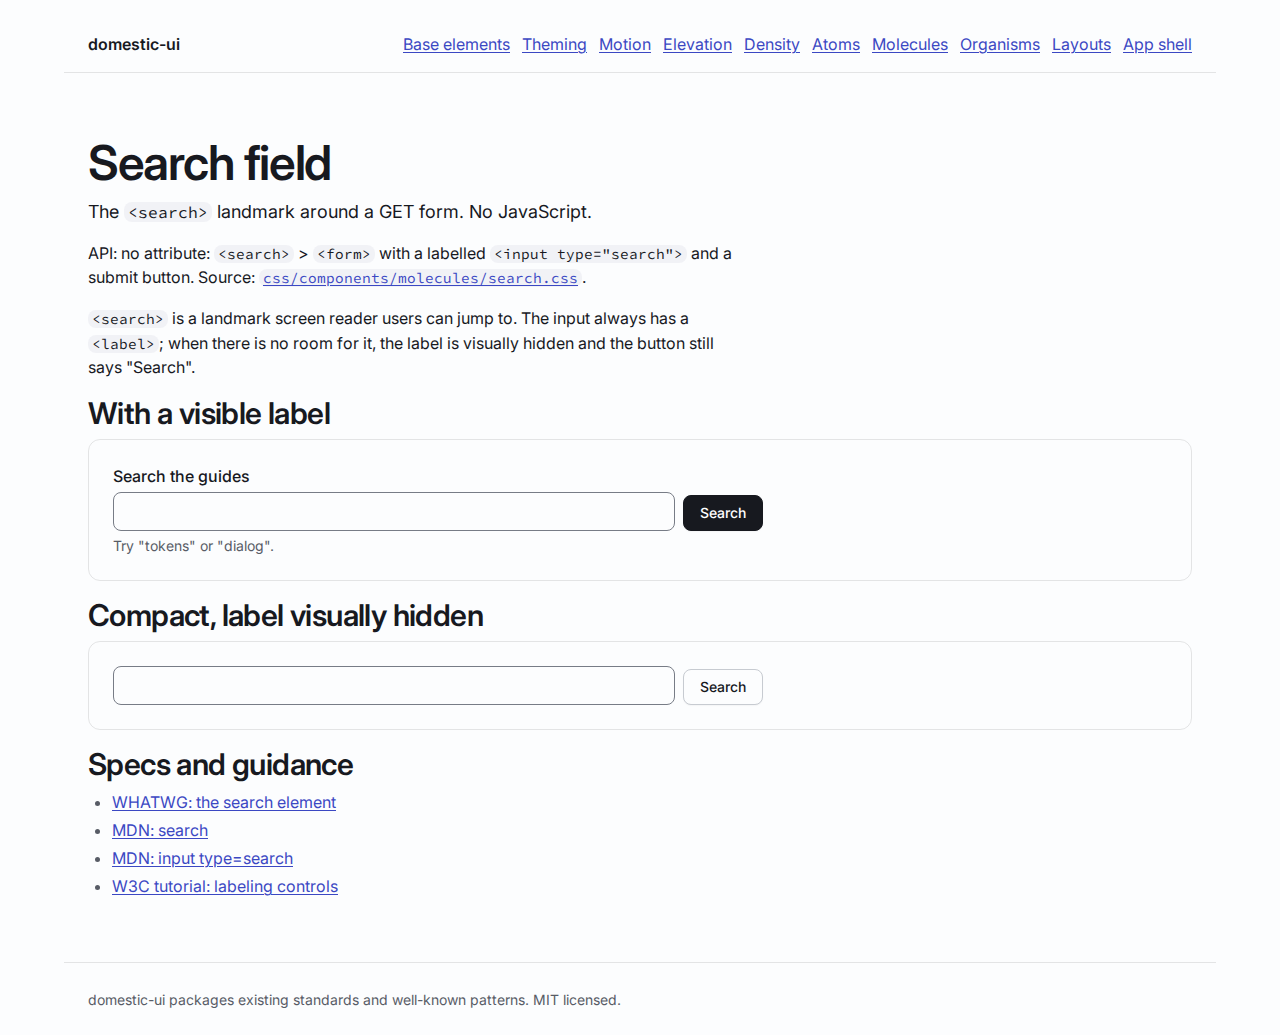 domestic-ui
Base elements Theming Motion Elevation Density Atoms Molecules Organisms Layouts App shell
Search field
The <search> landmark around a GET form. No JavaScript.
API: no attribute: <search> > <form> with a labelled <input type="search"> and a
submit button. Source: css/components/molecules/search.css.
<search> is a landmark screen reader users can jump to. The input always has a
<label>; when there is no room for it, the label is visually hidden and the button still
says "Search".
With a visible label
Search the guides
Search
Try "tokens" or "dialog".
Compact, label visually hidden
Search
Specs and guidance
WHATWG: the search element
MDN: search
MDN: input type=search
W3C tutorial: labeling controls
domestic-ui packages existing standards and well-known patterns. MIT licensed.